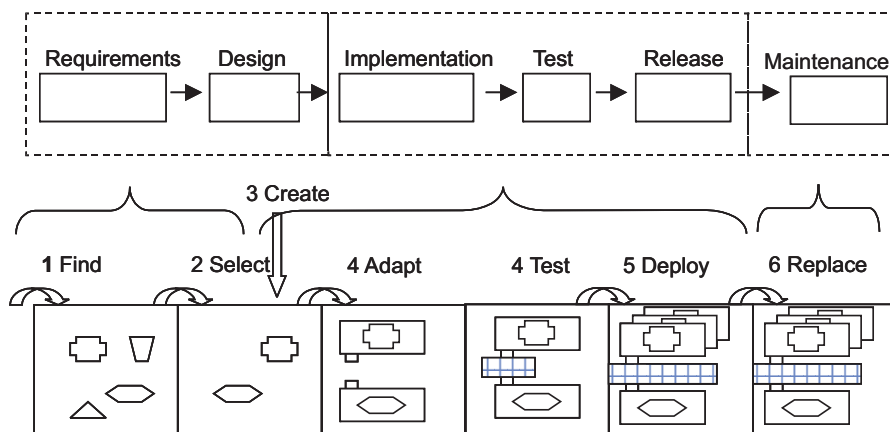 Requirements
Design
Implementation
Test
Release
Maintenance
3 Create
1 Find
2 Select
4 Adapt
4 Test
5 Deploy
6 Replace